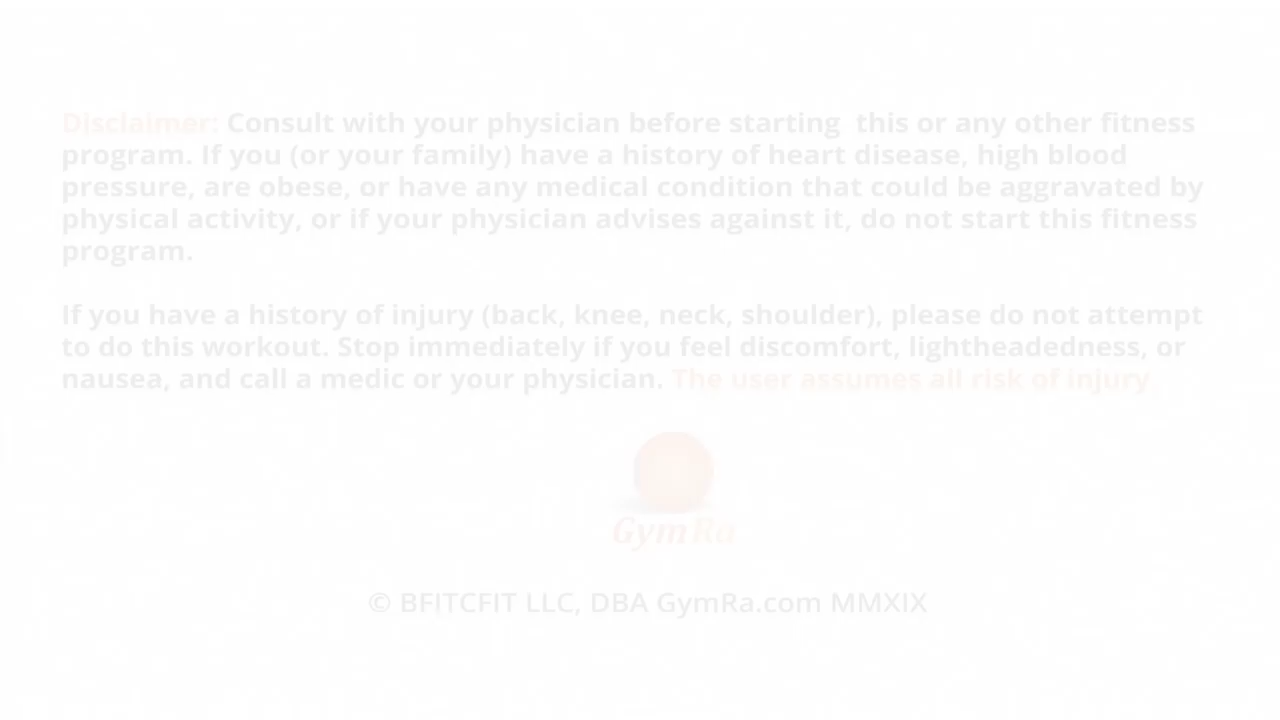 Disclaimer: Consult with your physician before starting this or any other fitness
program. If you (or your family) have a history of heart disease, high blood
pressure, are obese, or have any medical condition that could be aggravated by
physical activity, or if your physician advises against it, do not start this fitness
program.
If you have a history of injury (back, knee, neck, shoulder), please do not attempt
to do this workout. Stop immediately if you feel discomfort, lightheadedness, or
nausea, and call a medic or your physician. The user assumes all risk of injury.
GymRa
© BFITCFIT LLC, DBA GymRa.com MMXIX